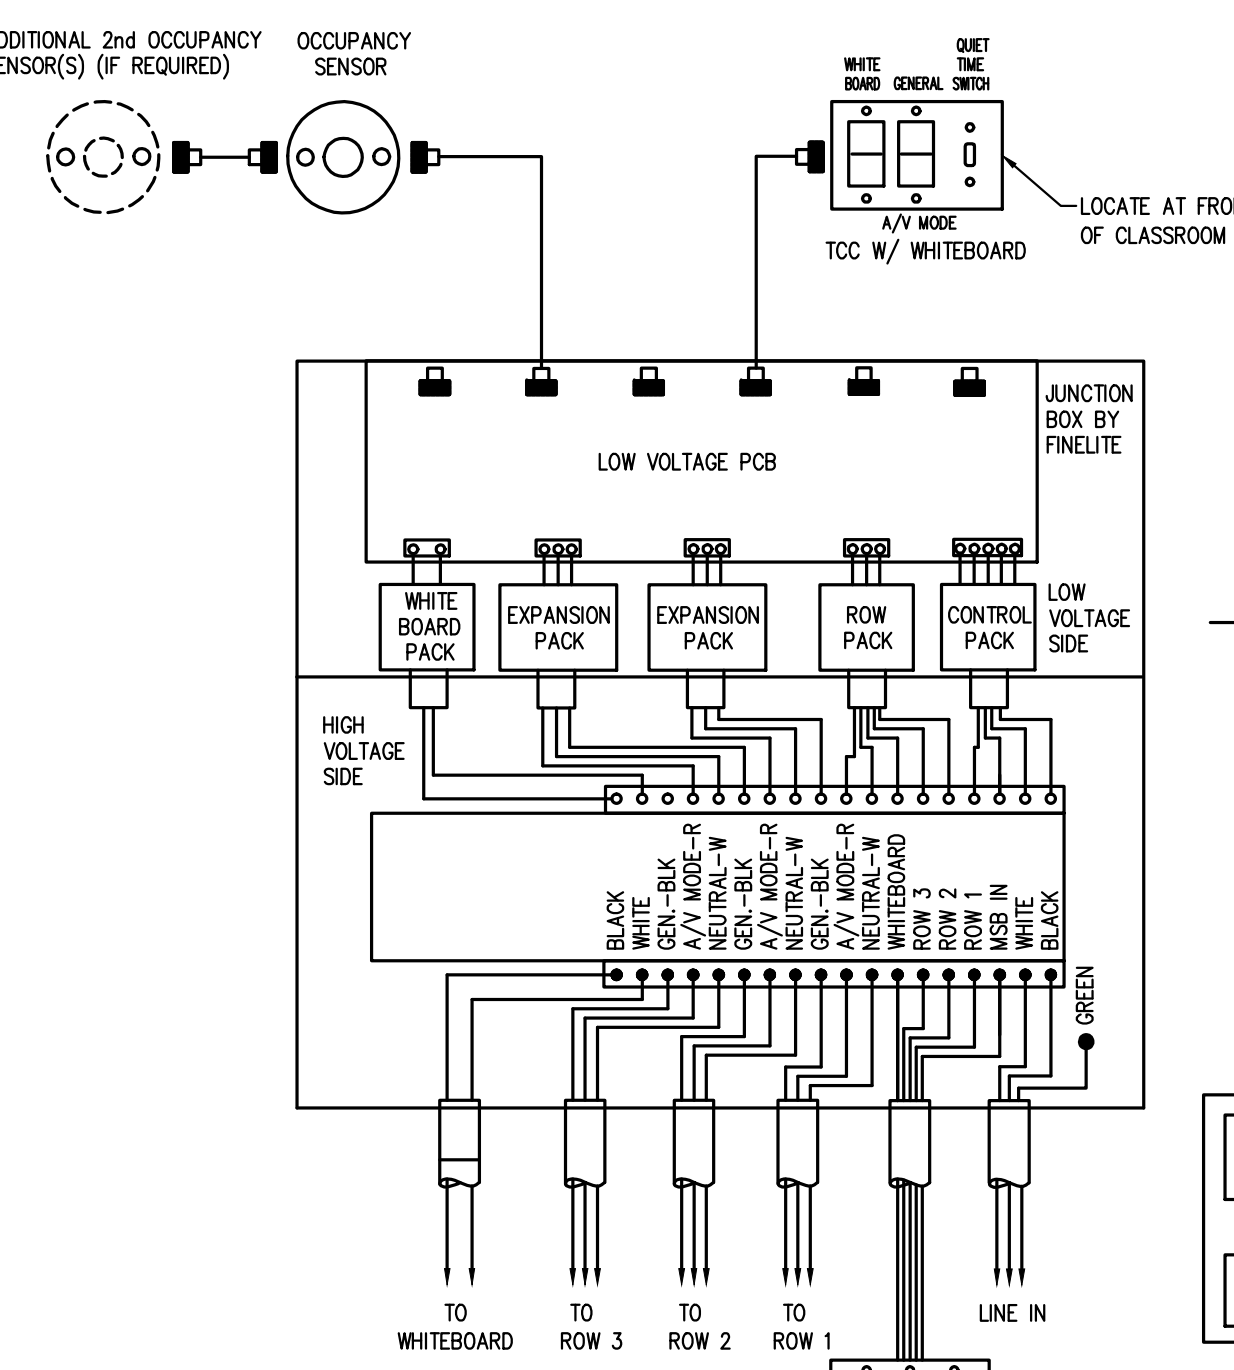 2nd OCCUPANCY
(IF REQUIRED)
OCCUPANCY
SENSOR
WHITE
BOARD
GENERAL
QUIET
TIME
SWITCH
A/V MODE
TCC W/ WHITEBOARD
LOCATE AT
OF CLASSROOM
JUNCTION
BOX BY
FINELITE
LOW VOLTAGE PCB
WHITE
BOARD
PACK
EXPANSION
PACK
EXPANSION
PACK
ROW
PACK
CONTROL
PACK
LOW
VOLTAGE
SIDE
HIGH
VOLTAGE
SIDE
BLACK
WHITE
GEN.-BLK
A/V MODE-R
NEUTRAL-W
GEN.-BLK
A/V MODE-R
NEUTRAL-W
GEN.-BLK
A/V MODE-R
NEUTRAL-W
WHITEBOARD
ROW 3
ROW 2
ROW 1
MSB IN
WHITE
BLACK
GREEN
TO
WHITEBOARD
TO
ROW 3
TO
ROW 2
TO
ROW 1
LINE IN